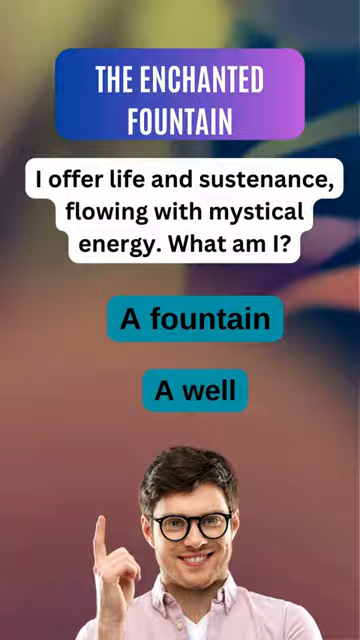 THE ENCHANTED
FOUNTAIN
I offer life and sustenance,
flowing with mystical
energy. What am I?
A fountain
A well